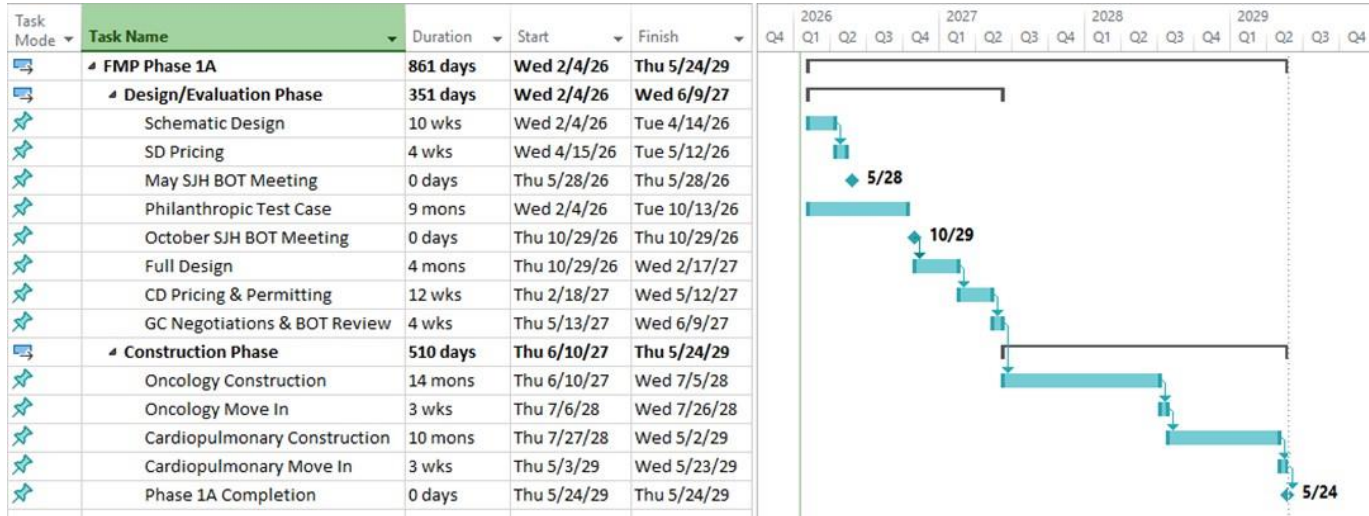 Task Mode Task Name Duration Start Finish
2026 2027 2028 2029
Q4 Q1 Q2 Q3 Q4 Q1 Q2 Q3 Q4 Q1 Q2 Q3 Q4 Q1 Q2 Q3 Q4
FMP Phase 1A 861 days Wed 2/4/26 Thu 5/24/29
Design/Evaluation Phase 351 days Wed 2/4/26 Wed 6/9/27
Schematic Design 10 wks Wed 2/4/26 Tue 4/14/26
SD Pricing 4 wks Wed 4/15/26 Tue 5/12/26
May SJH BOT Meeting 0 days Thu 5/28/26 Thu 5/28/26 5/28
Philanthropic Test Case 9 mons Wed 2/4/26 Tue 10/13/26
October SJH BOT Meeting 0 days Thu 10/29/26 Thu 10/29/26 10/29
Full Design 4 mons Thu 10/29/26 Wed 2/17/27
CD Pricing & Permitting 12 wks Thu 2/18/27 Wed 5/12/27
GC Negotiations & BOT Review 4 wks Thu 5/13/27 Wed 6/9/27
Construction Phase 510 days Thu 6/10/27 Thu 5/24/29
Oncology Construction 14 mons Thu 6/10/27 Wed 7/5/28
Oncology Move In 3 wks Thu 7/6/28 Wed 7/26/28
Cardiopulmonary Construction 10 mons Thu 7/27/28 Wed 5/2/29
Cardiopulmonary Move In 3 wks Thu 5/3/29 Wed 5/23/29
Phase 1A Completion 0 days Thu 5/24/29 Thu 5/24/29 5/24